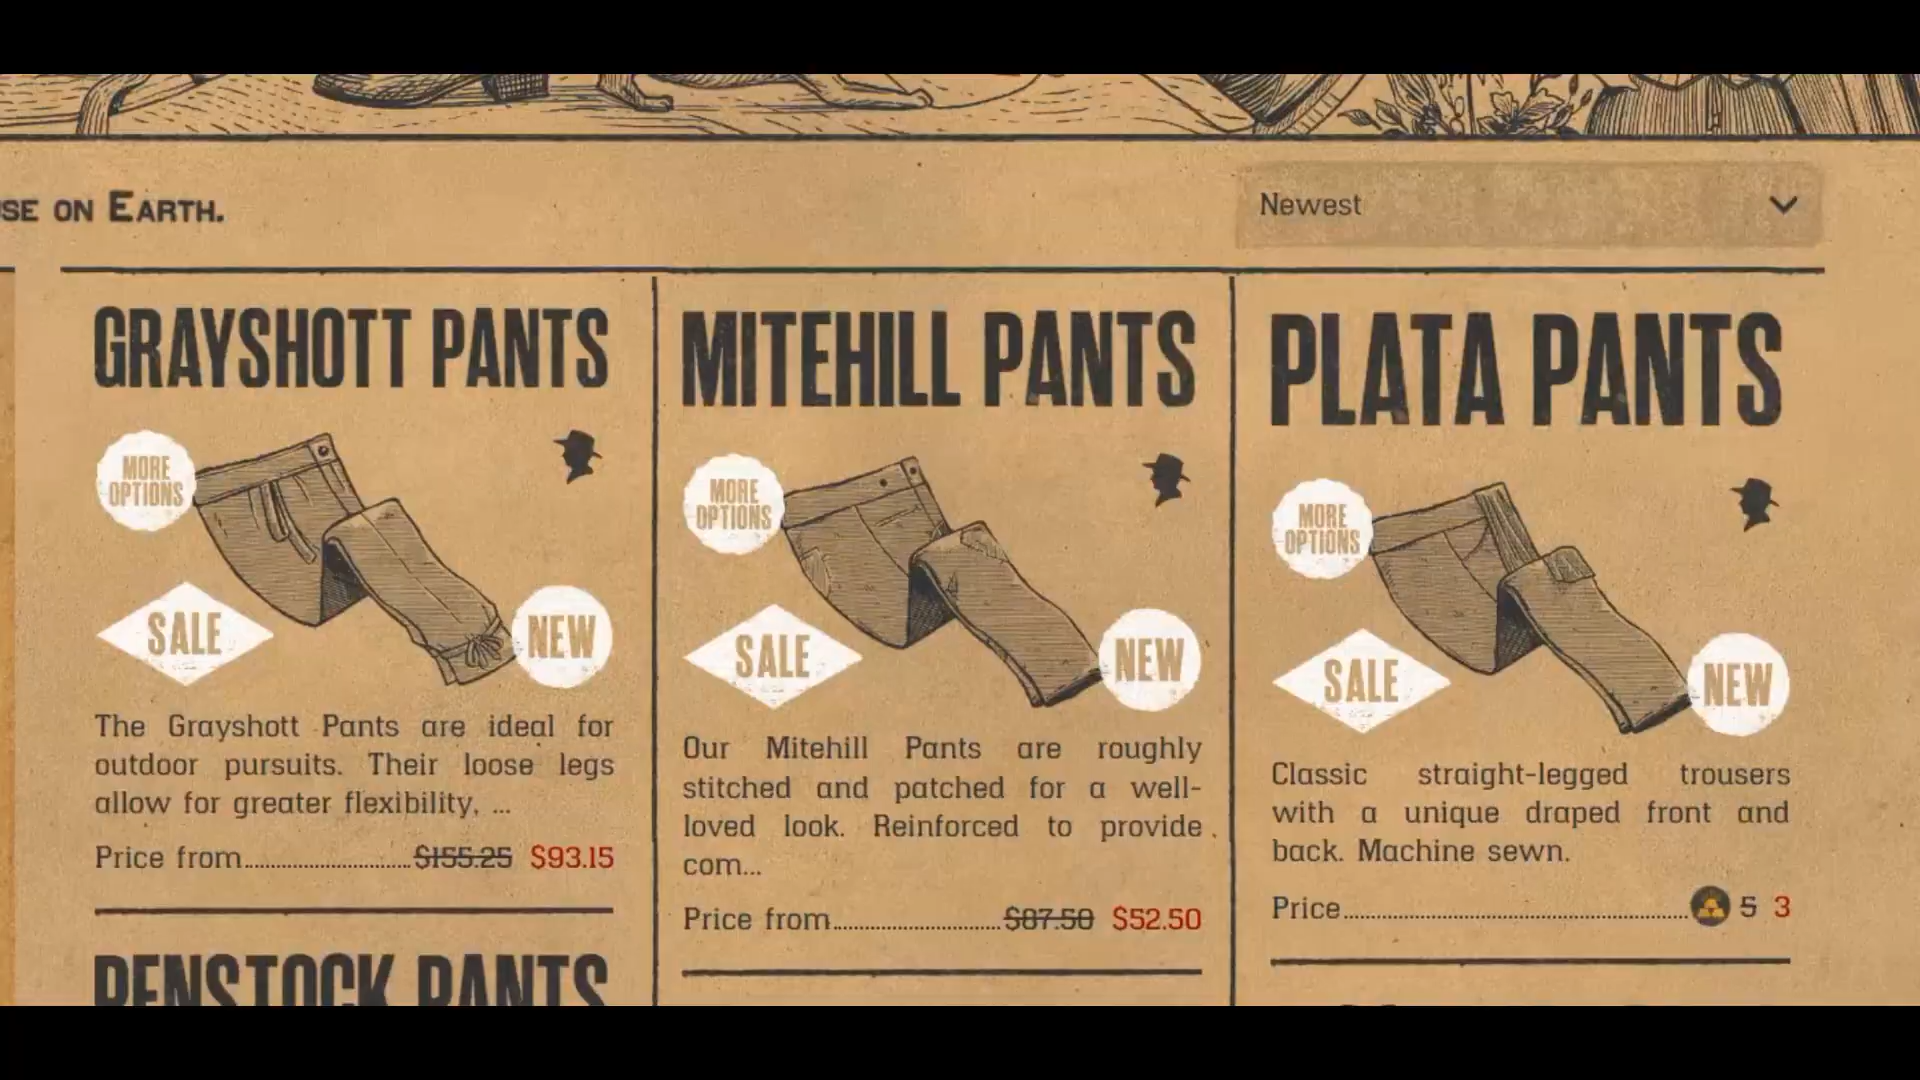 USE ON EARTH.
Newest
GRAYSHOTT PANTS
MORE
OPTIONS
SALE
NEW
The Grayshott Pants are ideal for
outdoor pursuits. Their loose legs
allow for greater flexibility, ...
Price from $155.25 $93.15
PENSTOCK PANTS
MITEHILL PANTS
MORE
OPTIONS
SALE
NEW
Our Mitehill Pants are roughly
stitched and patched for a well-
loved look. Reinforced to provide
com...
Price from $87.50 $52.50
PLATA PANTS
MORE
OPTIONS
SALE
NEW
Classic straight-legged trousers
with a unique draped front and
back. Machine sewn.
Price 5 3